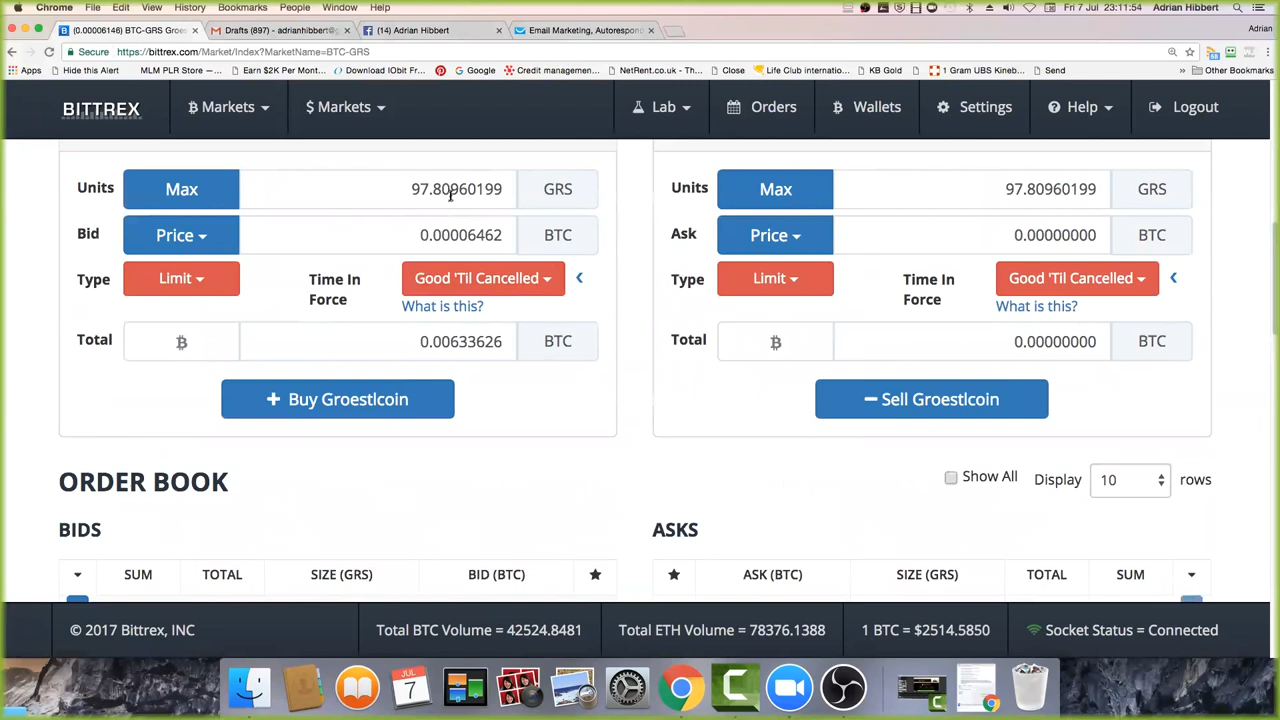 Chrome File Edit View History Bookmarks People Window Help Fri 7 Jul 23:11:54 Adrian Hibbert
(0.00006146) BTC-GRS Groes Drafts (897) - adrianhibbert@g (14) Adrian Hibbert Email Marketing, Autorespond Adrian
Secure https://bittrex.com/Market/Index?MarketName=BTC-GRS
Apps Hide this Alert MLM PLR Store —... Earn $2K Per Mont... Download IObit Fr... Google Credit managemen... NetRent.co.uk - Th... Close Life Club internatio... KB Gold 1 Gram UBS Kineb... Send » Other Bookmarks
BITTREX ₿ Markets $ Markets Lab Orders ₿ Wallets Settings Help Logout
Units Max 97.80960199 GRS
Bid Price 0.00006462 BTC
Type Limit Time In Force Good 'Til Cancelled
What is this?
Total ₿ 0.00633626 BTC
+ Buy Groestlcoin
Units Max 97.80960199 GRS
Ask Price 0.00000000 BTC
Type Limit Time In Force Good 'Til Cancelled
What is this?
Total ₿ 0.00000000 BTC
− Sell Groestlcoin
ORDER BOOK Show All Display 10 rows
BIDS
SUM TOTAL SIZE (GRS) BID (BTC)
ASKS
ASK (BTC) SIZE (GRS) TOTAL SUM
© 2017 Bittrex, INC Total BTC Volume = 42524.8481 Total ETH Volume = 78376.1388 1 BTC = $2514.5850 Socket Status = Connected
JUL
7